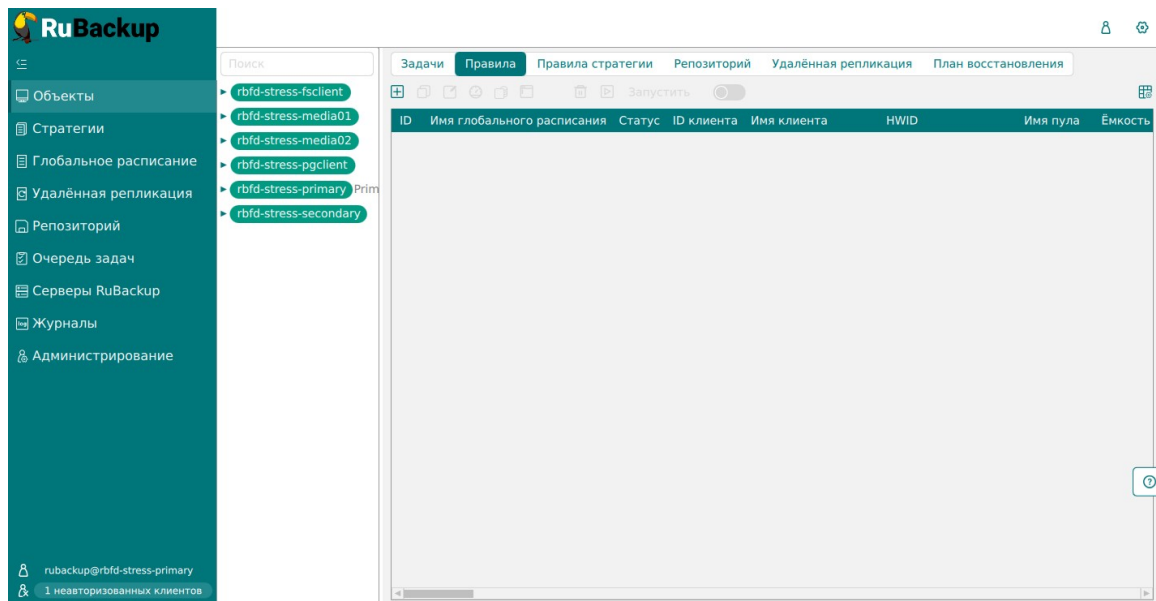 RuBackup
Объекты
Стратегии
Глобальное расписание
Удалённая репликация
Репозиторий
Очередь задач
Серверы RuBackup
Журналы
Администрирование
rubackup@rbfd-stress-primary
1 неавторизованных клиентов
Поиск
rbfd-stress-fsclient
rbfd-stress-media01
rbfd-stress-media02
rbfd-stress-pgclient
rbfd-stress-primary Prim
rbfd-stress-secondary
Задачи Правила Правила стратегии Репозиторий Удалённая репликация План восстановления
Запустить
ID Имя глобального расписания Статус ID клиента Имя клиента HWID Имя пула Ёмкость